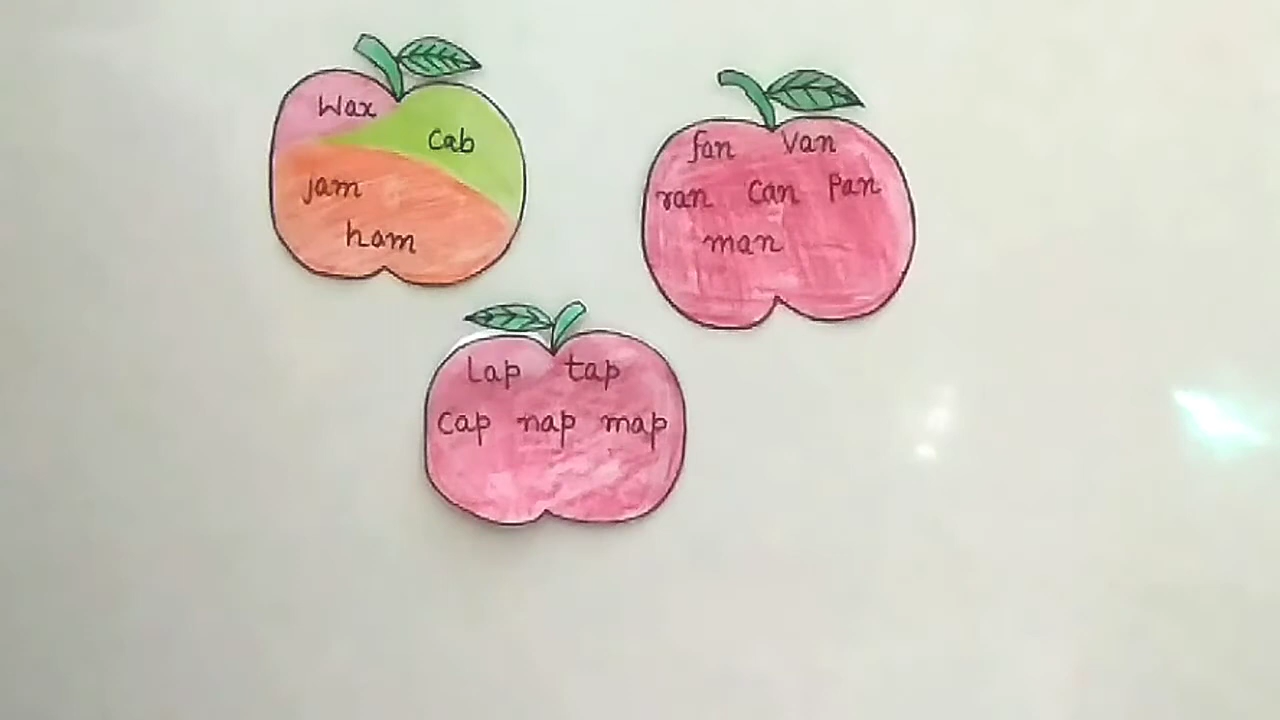 Wax
Cab
jam
ham
fan van
ran can Pan
man
Lap tap
cap nap map